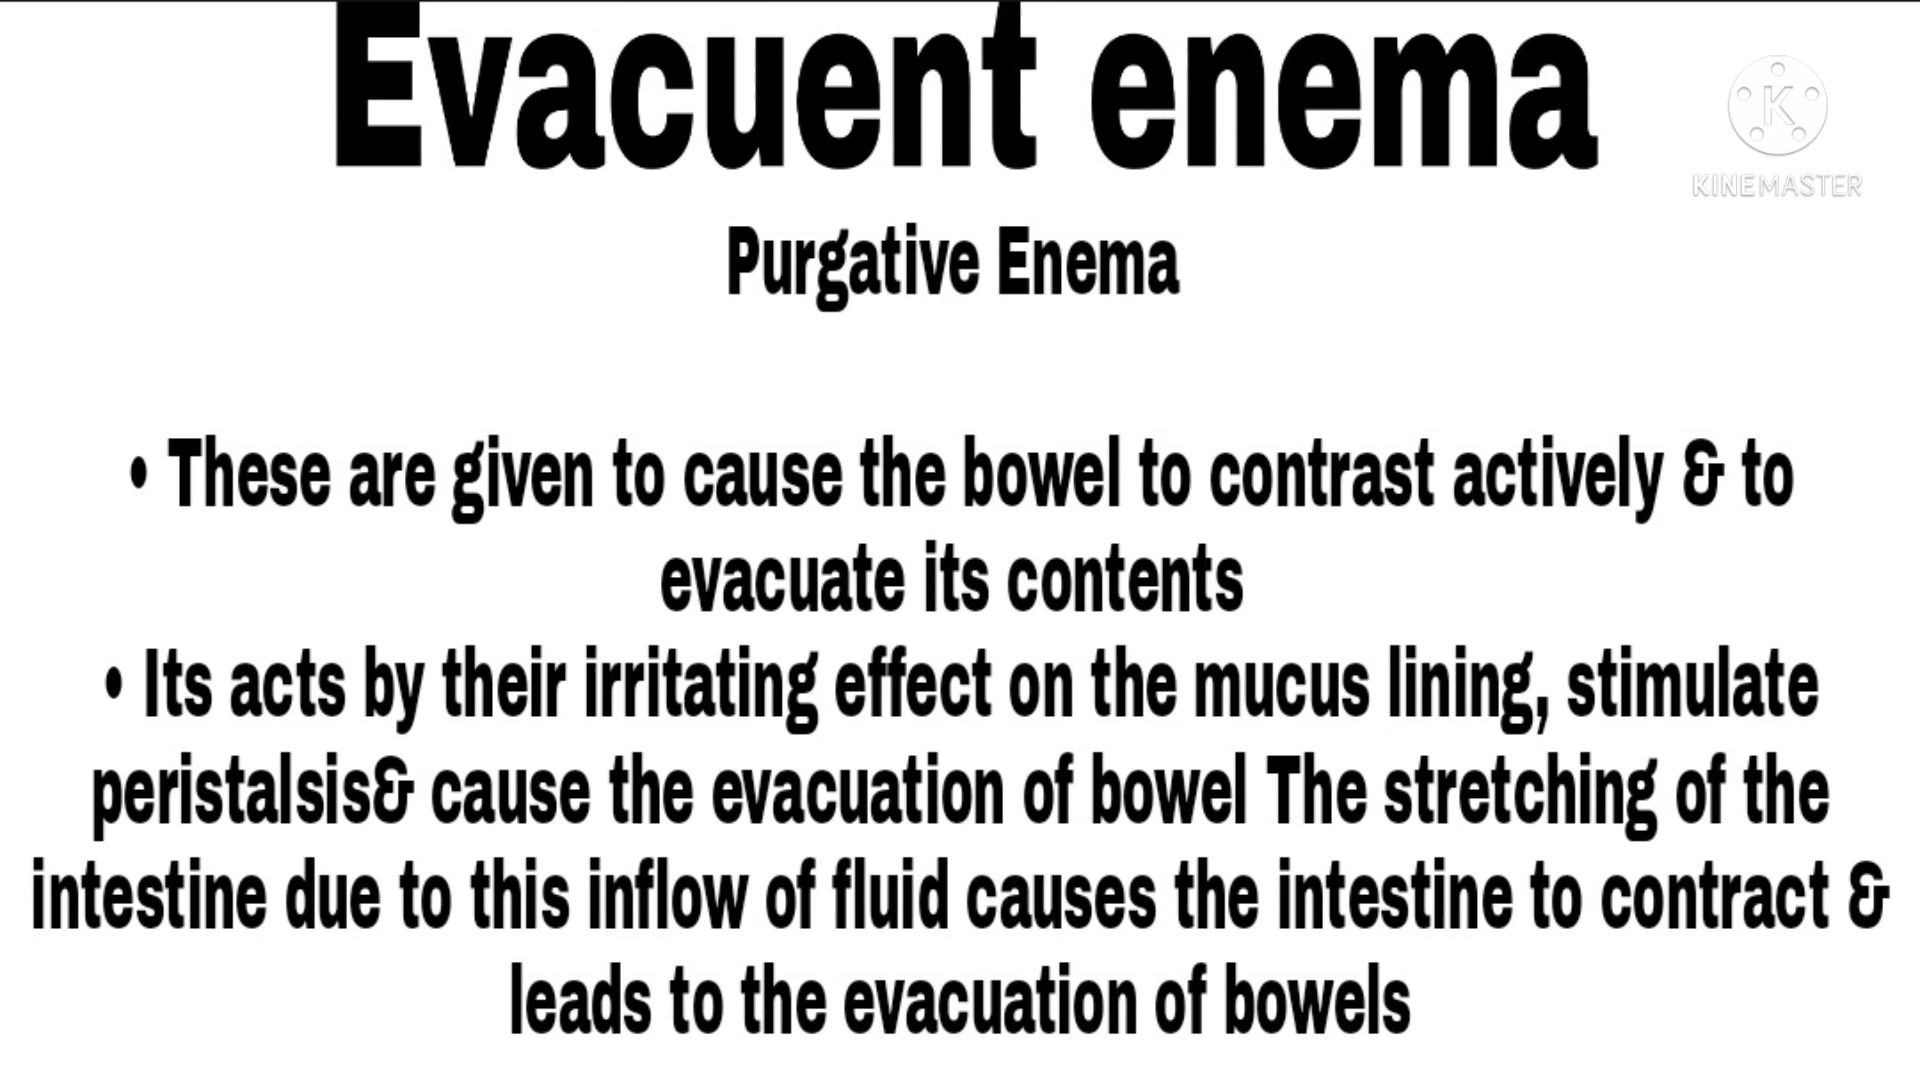 Evacuent enema
KINEMASTER
Purgative Enema
• These are given to cause the bowel to contrast actively & to
evacuate its contents
• Its acts by their irritating effect on the mucus lining, stimulate
peristalsis& cause the evacuation of bowel The stretching of the
intestine due to this inflow of fluid causes the intestine to contract &
leads to the evacuation of bowels